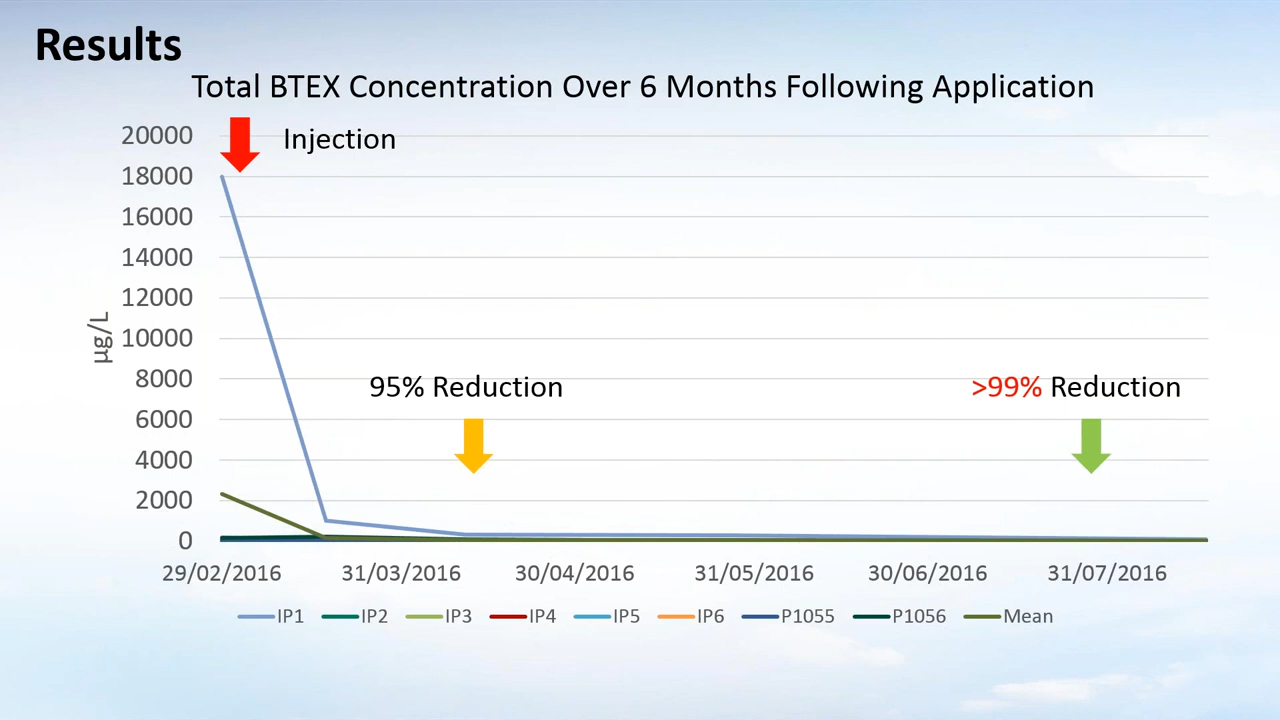 Results
Total BTEX Concentration Over 6 Months Following Application
Injection
20000
18000
16000
14000
12000
10000
8000
6000
4000
2000
0
µg/L
95% Reduction
>99% Reduction
29/02/2016 31/03/2016 30/04/2016 31/05/2016 30/06/2016 31/07/2016
IP1 IP2 IP3 IP4 IP5 IP6 P1055 P1056 Mean